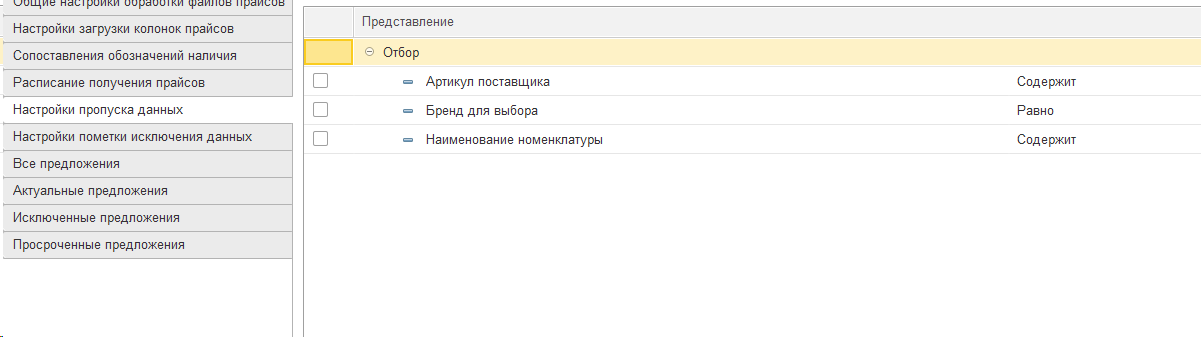 Общие настройки обработки файлов прайсов
Настройки загрузки колонок прайсов
Сопоставления обозначений наличия
Расписание получения прайсов
Настройки пропуска данных
Настройки пометки исключения данных
Все предложения
Актуальные предложения
Исключенные предложения
Просроченные предложения
Представление
Отбор
Артикул поставщика Содержит
Бренд для выбора Равно
Наименование номенклатуры Содержит